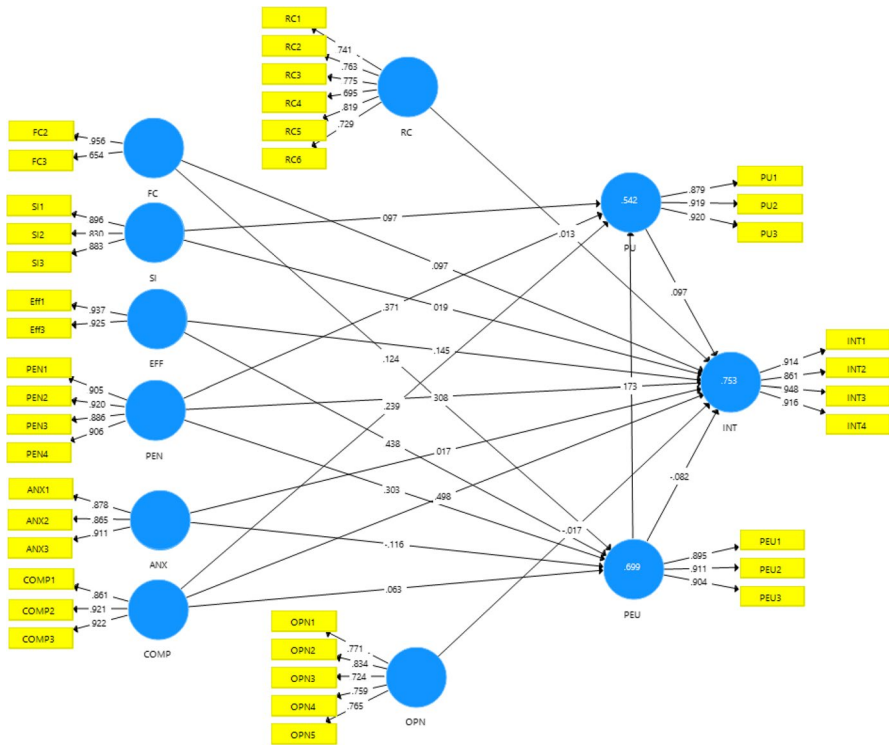 RC1
RC2
RC3
RC4
RC5
RC6
.741
.763
.775
.695
.819
.729
RC
FC2
FC3
.956
.654
FC
SI1
SI2
SI3
.896
.830
.883
SI
Eff1
Eff3
.937
.925
EFF
PEN1
PEN2
PEN3
PEN4
.905
.920
.886
.906
PEN
ANX1
ANX2
ANX3
.878
.865
.911
ANX
COMP1
COMP2
COMP3
.861
.921
.922
COMP
OPN1
OPN2
OPN3
OPN4
OPN5
.771
.834
.724
.759
.765
OPN
.097
.013
.097
.371
.019
.145
.124
.308
.239
.173
.438
.017
.303
.498
-.017
-.116
.063
.097
-.082
.542
PU
PU1
PU2
PU3
.879
.919
.920
.753
INT
INT1
INT2
INT3
INT4
.914
.861
.948
.916
.699
PEU
PEU1
PEU2
PEU3
.895
.911
.904